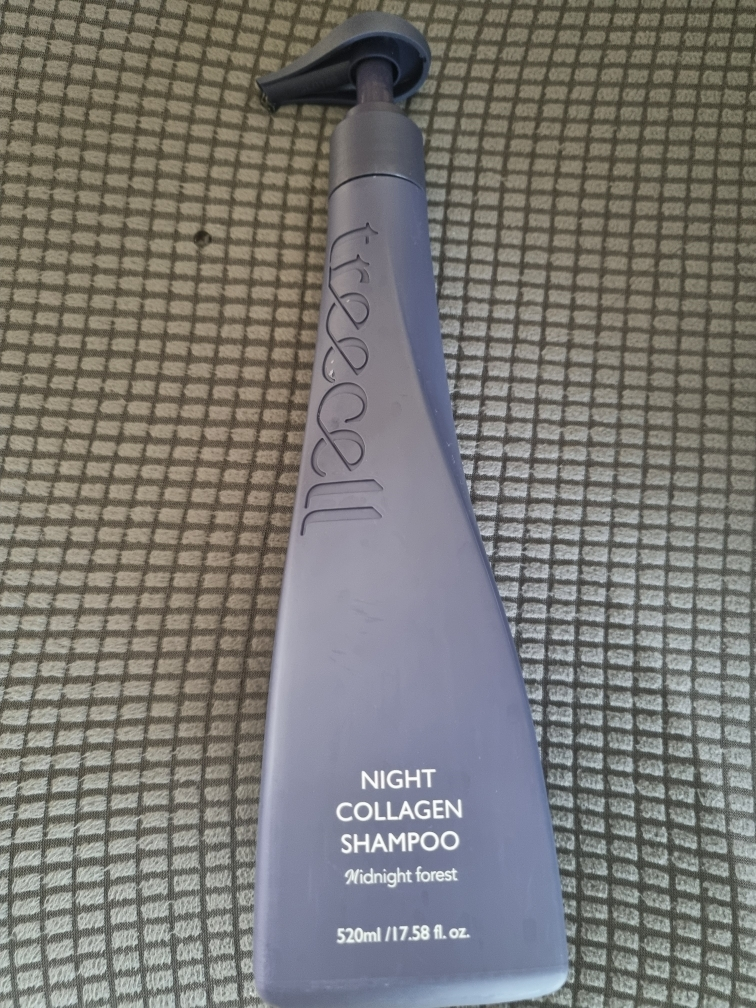 treecell
NIGHT
COLLAGEN
SHAMPOO
Midnight forest
520ml /17.58 fl. oz.